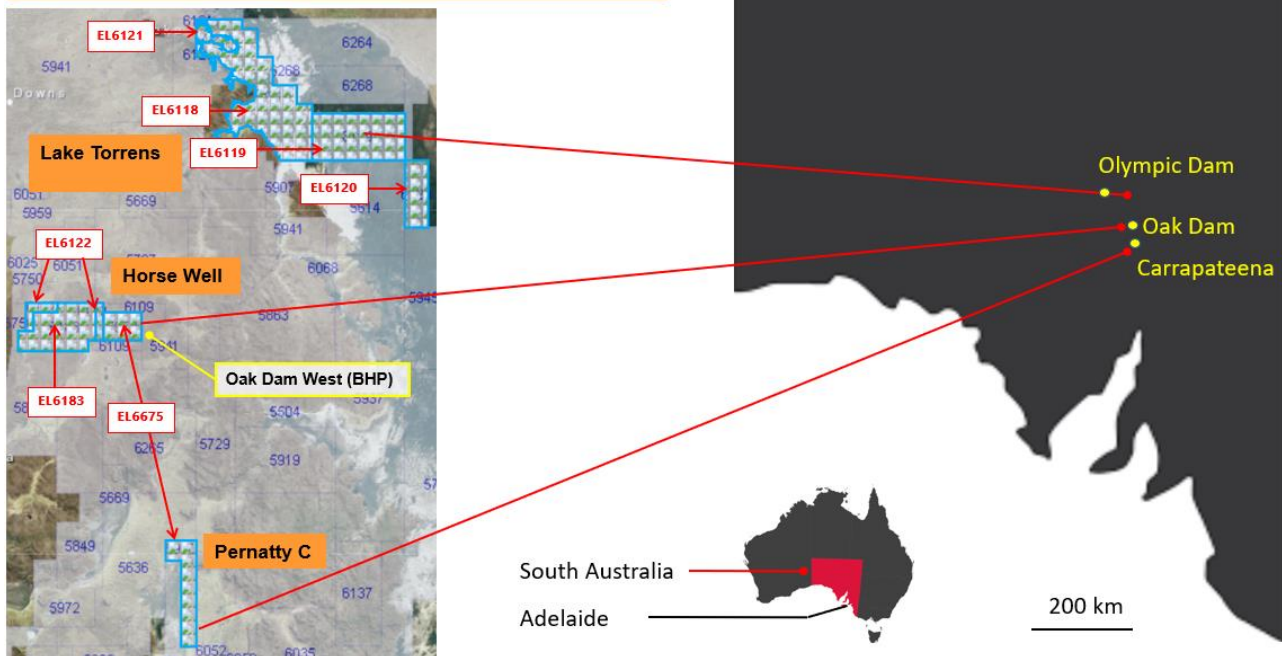 EL6121
6264
5941
6268
6268
Downs
EL6118
Lake Torrens
EL6119
5907
EL6120
6051
5959
5669
5614
5941
EL6122
6025
6051
5750
Horse Well
6068
6109
5863
6109
5941
Oak Dam West (BHP)
EL6183
EL6675
5504
6265
5729
5919
5669
5849
Pernatty C
5636
6137
5972
6052
6035
Olympic Dam
Oak Dam
Carrapateena
South Australia
Adelaide
200 km